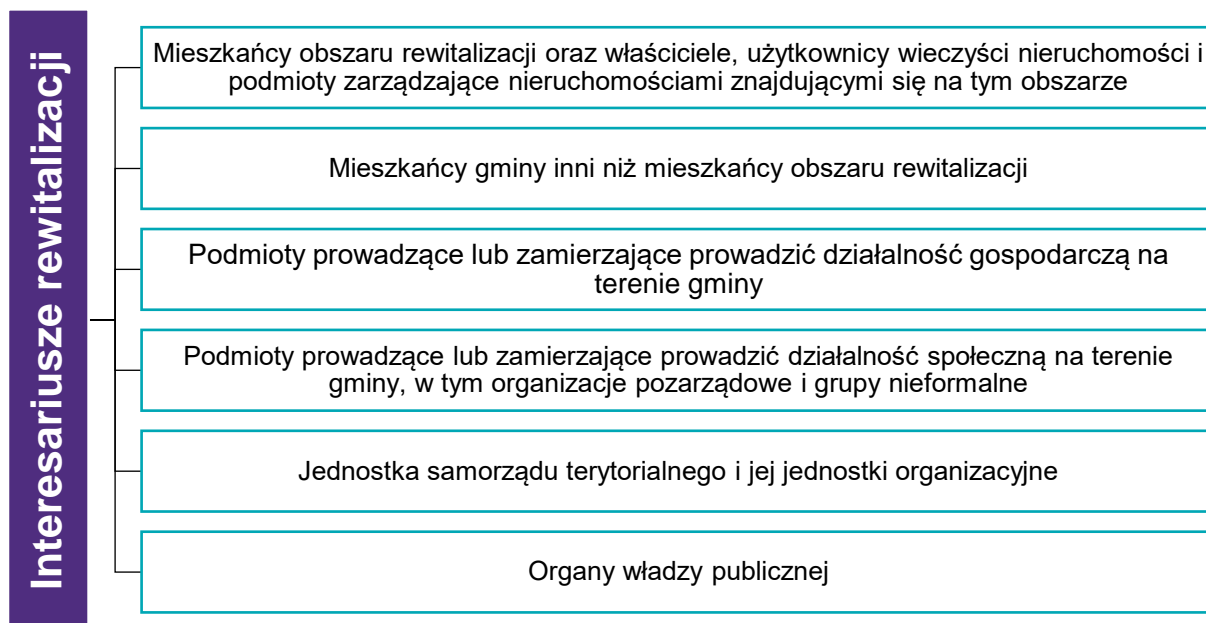 Interesariusze rewitalizacji
Mieszkańcy obszaru rewitalizacji oraz właściciele, użytkownicy wieczyści nieruchomości i
podmioty zarządzające nieruchomościami znajdującymi się na tym obszarze
Mieszkańcy gminy inni niż mieszkańcy obszaru rewitalizacji
Podmioty prowadzące lub zamierzające prowadzić działalność gospodarczą na
terenie gminy
Podmioty prowadzące lub zamierzające prowadzić działalność społeczną na terenie
gminy, w tym organizacje pozarządowe i grupy nieformalne
Jednostka samorządu terytorialnego i jej jednostki organizacyjne
Organy władzy publicznej